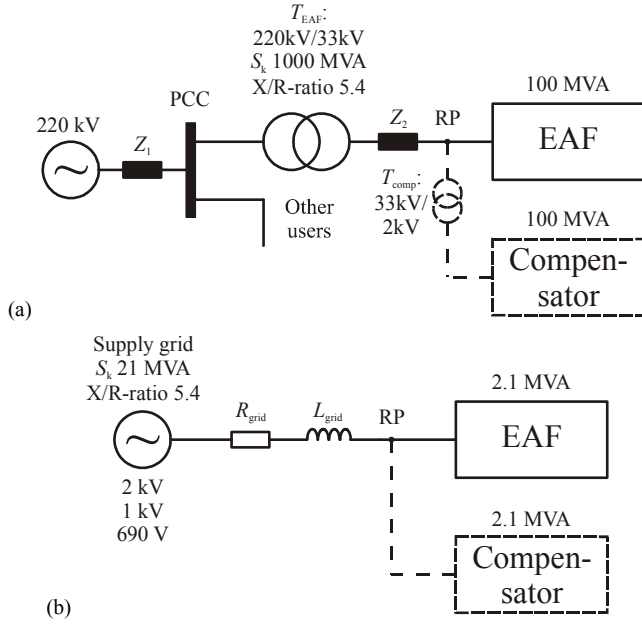 T_EAF:
220kV/33kV
S_k 1000 MVA
X/R-ratio 5.4
100 MVA
PCC
220 kV
Z_1
Z_2
RP
EAF
T_comp:
33kV/
2kV
Other
users
100 MVA
Compen-
sator
(a)
Supply grid
S_k 21 MVA
X/R-ratio 5.4
2.1 MVA
R_grid
L_grid
RP
EAF
2 kV
1 kV
690 V
2.1 MVA
Compen-
sator
(b)